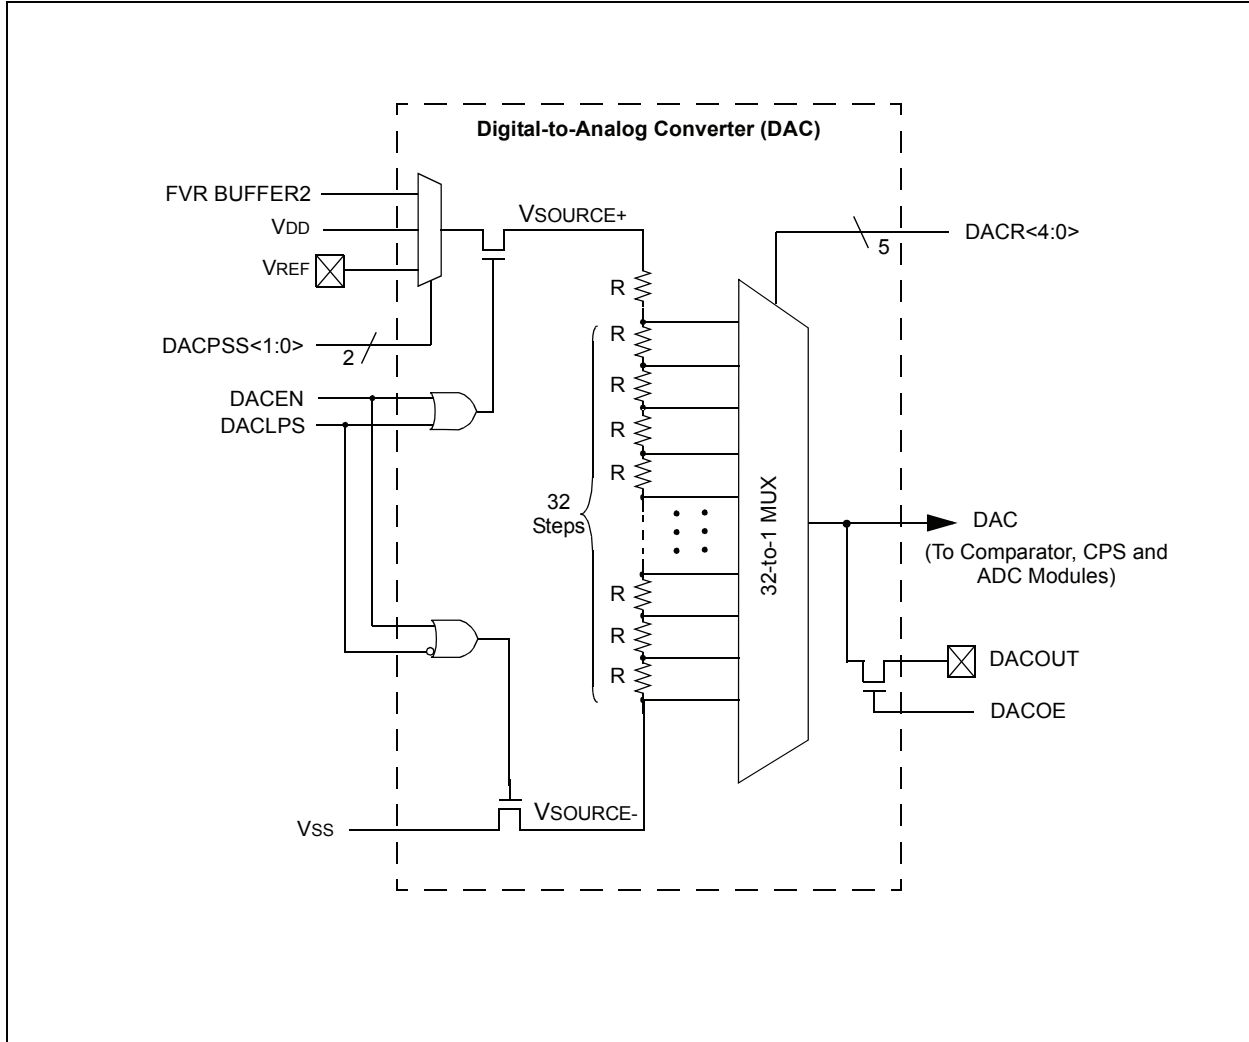 Digital-to-Analog Converter (DAC)
FVR BUFFER2
VDD
VREF
VSOURCE+
5
DACR<4:0>
DACPSS<1:0>
2
DACEN
DACLPS
R
R
R
R
R
32
Steps
R
R
R
32-to-1 MUX
DAC
(To Comparator, CPS and
ADC Modules)
DACOUT
DACOE
VSOURCE-
VSS